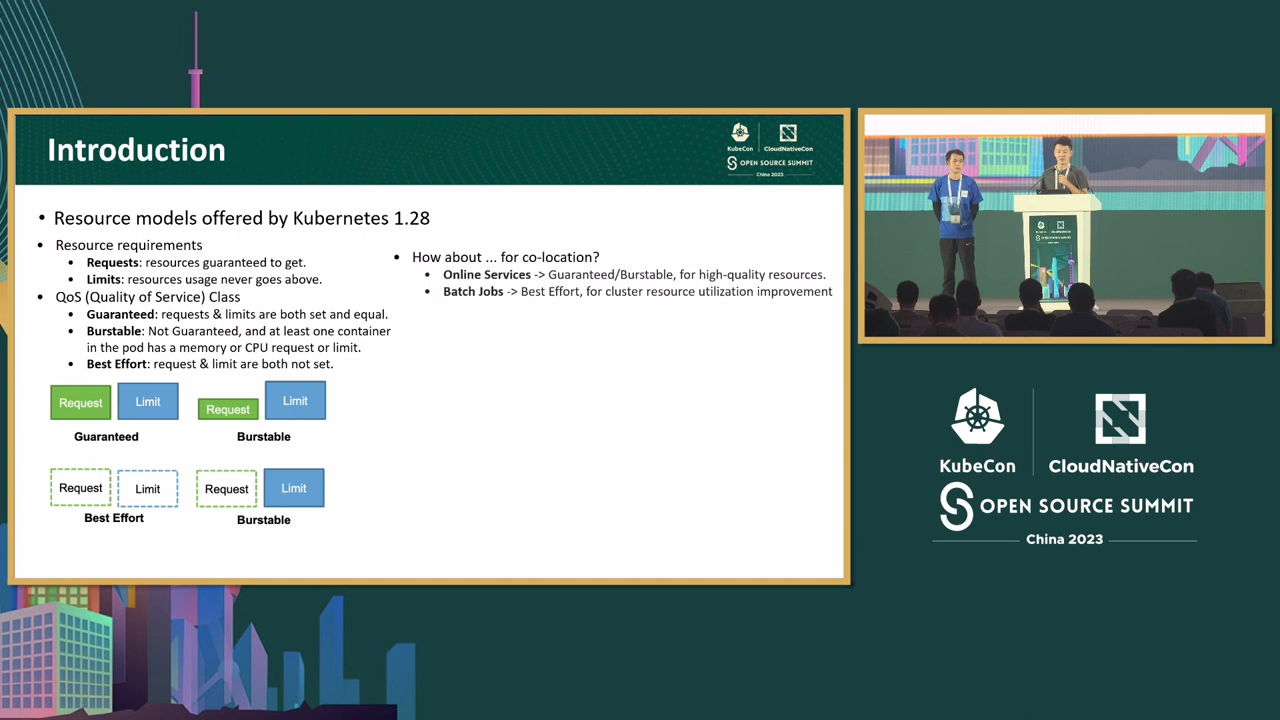 Introduction
KubeCon
CloudNativeCon
OPEN SOURCE SUMMIT
China 2023
• Resource models offered by Kubernetes 1.28
• Resource requirements
• Requests: resources guaranteed to get.
• Limits: resources usage never goes above.
• QoS (Quality of Service) Class
• Guaranteed: requests & limits are both set and equal.
• Burstable: Not Guaranteed, and at least one container
in the pod has a memory or CPU request or limit.
• Best Effort: request & limit are both not set.
• How about ... for co-location?
• Online Services -> Guaranteed/Burstable, for high-quality resources.
• Batch Jobs -> Best Effort, for cluster resource utilization improvement
Request
Limit
Request
Limit
Guaranteed
Burstable
Request
Limit
Request
Limit
Best Effort
Burstable
KubeCon
CloudNativeCon
OPEN SOURCE SUMMIT
China 2023